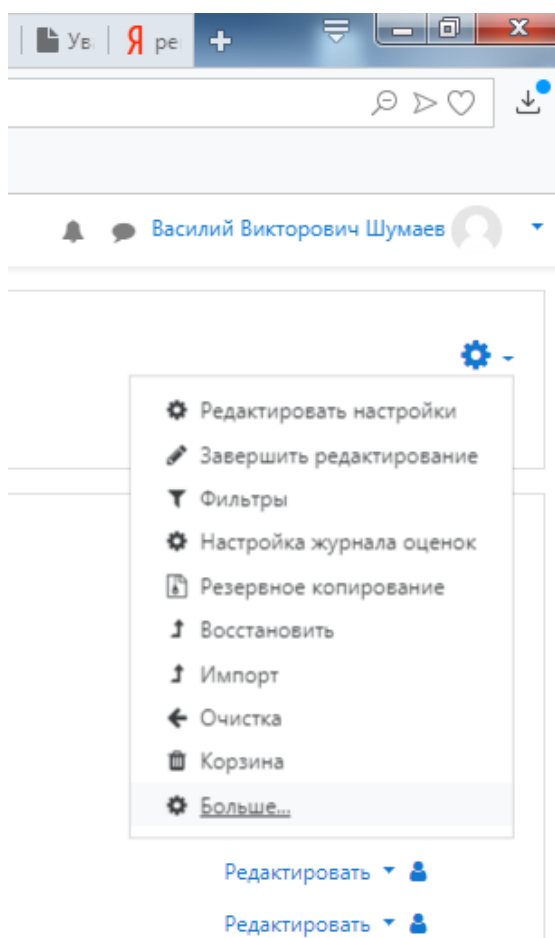 Ув. Я ре
Василий Викторович Шумаев
Редактировать настройки
Завершить редактирование
Фильтры
Настройка журнала оценок
Резервное копирование
Восстановить
Импорт
Очистка
Корзина
Больше...
Редактировать
Редактировать